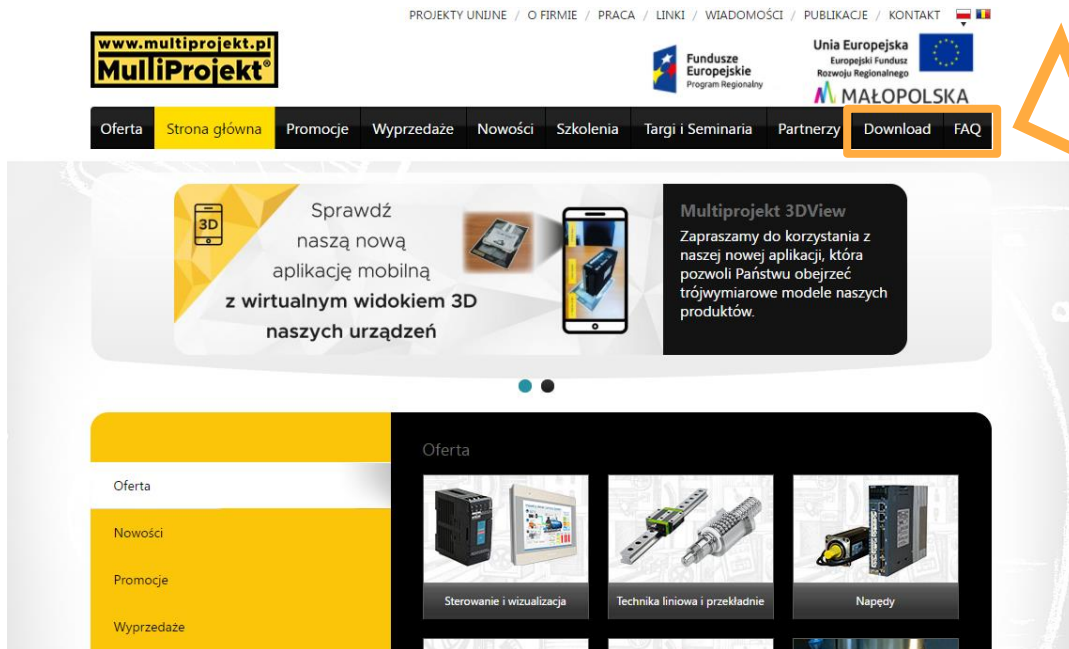 PROJEKTY UNIJNE / O FIRMIE / PRACA / LINKI / WIADOMOŚCI / PUBLIKACJE / KONTAKT
www.multiprojekt.pl
MulliProjekt®
Fundusze
Europejskie
Program Regionalny
Unia Europejska
Europejski Fundusz
Rozwoju Regionalnego
MAŁOPOLSKA
Oferta Strona główna Promocje Wyprzedaże Nowości Szkolenia Targi i Seminaria Partnerzy Download FAQ
3D
Sprawdź
naszą nową
aplikację mobilną
z wirtualnym widokiem 3D
naszych urządzeń
Multiprojekt 3DView
Zapraszamy do korzystania z
naszej nowej aplikacji, która
pozwoli Państwu obejrzeć
trójwymiarowe modele naszych
produktów.
Oferta
Nowości
Promocje
Wyprzedaże
Oferta
Sterowanie i wizualizacja
Technika liniowa i przekładnie
Napędy